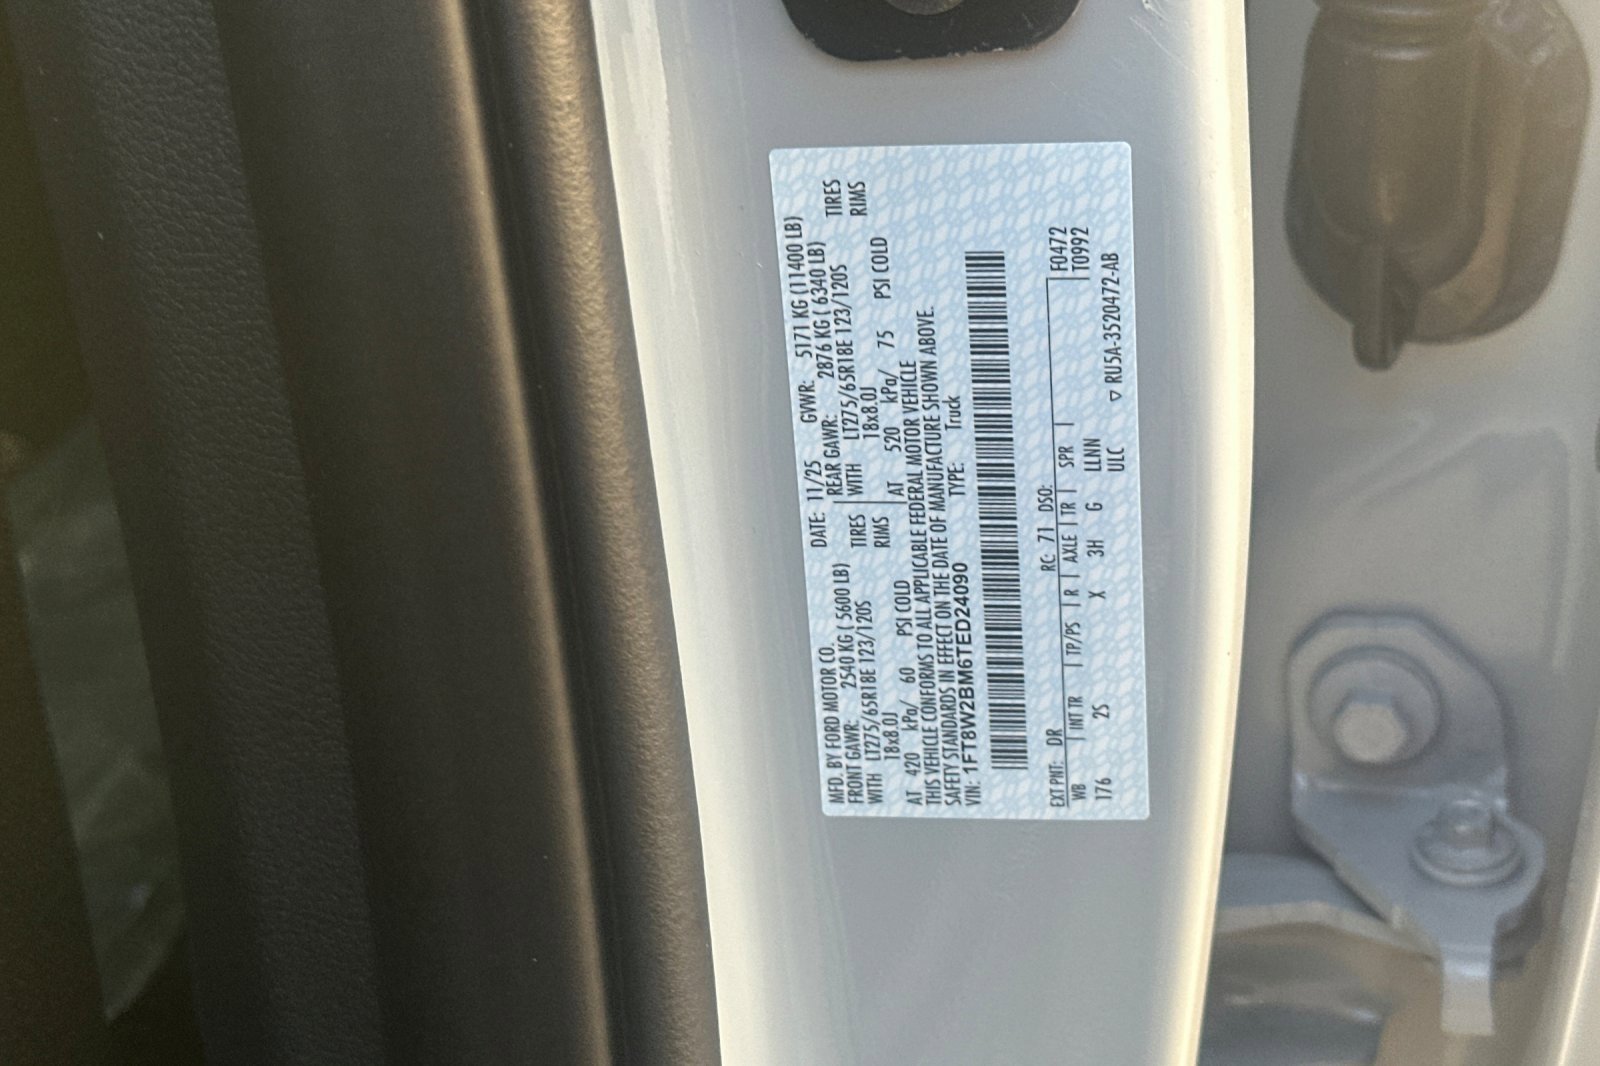 MFD. BY FORD MOTOR CO. DATE: 11/25 GVWR: 5171 KG (11400 LB)
FRONT GAWR: 2540 KG ( 5600 LB) REAR GAWR: 2876 KG ( 6340 LB)
WITH LT275/65R18E 123/120S TIRES WITH LT275/65R18E 123/120S TIRES
18x8.0J RIMS 18x8.0J RIMS
AT 420 kPa/ 60 PSI COLD AT 520 kPa/ 75 PSI COLD
THIS VEHICLE CONFORMS TO ALL APPLICABLE FEDERAL MOTOR VEHICLE
SAFETY STANDARDS IN EFFECT ON THE DATE OF MANUFACTURE SHOWN ABOVE.
VIN: 1FT8W2BM6TED24090 TYPE: Truck
EXT PNT: DR RC: 71 DSO: F0472
WB INT TR TP/PS R AXLE TR SPR T0992
176 2S X 3H G LLNN
ULC ▽ RU5A-3520472-AB